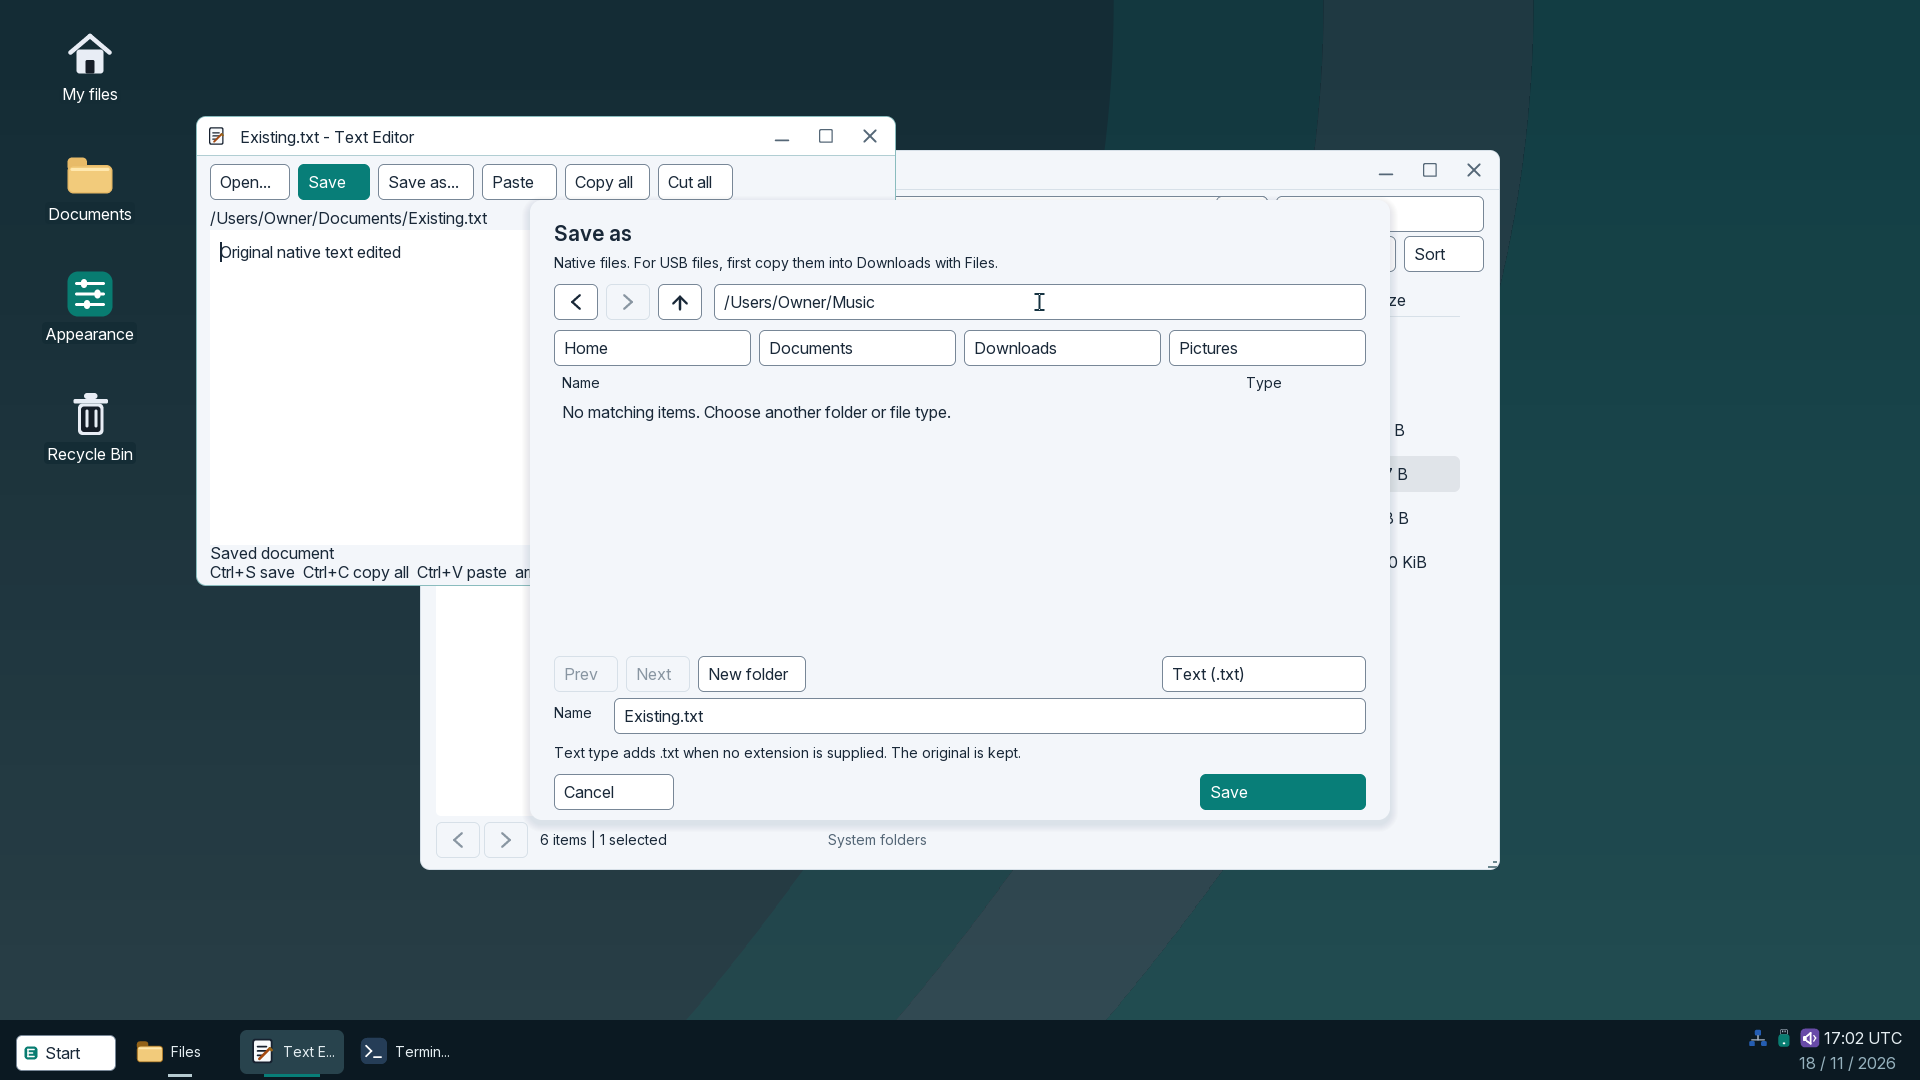 My files
Documents
Appearance
Recycle Bin
Existing.txt - Text Editor
Open...
Save
Save as...
Paste
Copy all
Cut all
/Users/Owner/Documents/Existing.txt
Original native text edited
Saved document
Ctrl+S save Ctrl+C copy all Ctrl+V paste
Save as
Native files. For USB files, first copy them into Downloads with Files.
/Users/Owner/Music
Home
Documents
Downloads
Pictures
Name
Type
No matching items. Choose another folder or file type.
Prev
Next
New folder
Text (.txt)
Name
Existing.txt
Text type adds .txt when no extension is supplied. The original is kept.
Cancel
Save
Sort
B
B
B
0 KiB
6 items | 1 selected
System folders
Start
Files
Text E...
Termin...
17:02 UTC
18 / 11 / 2026